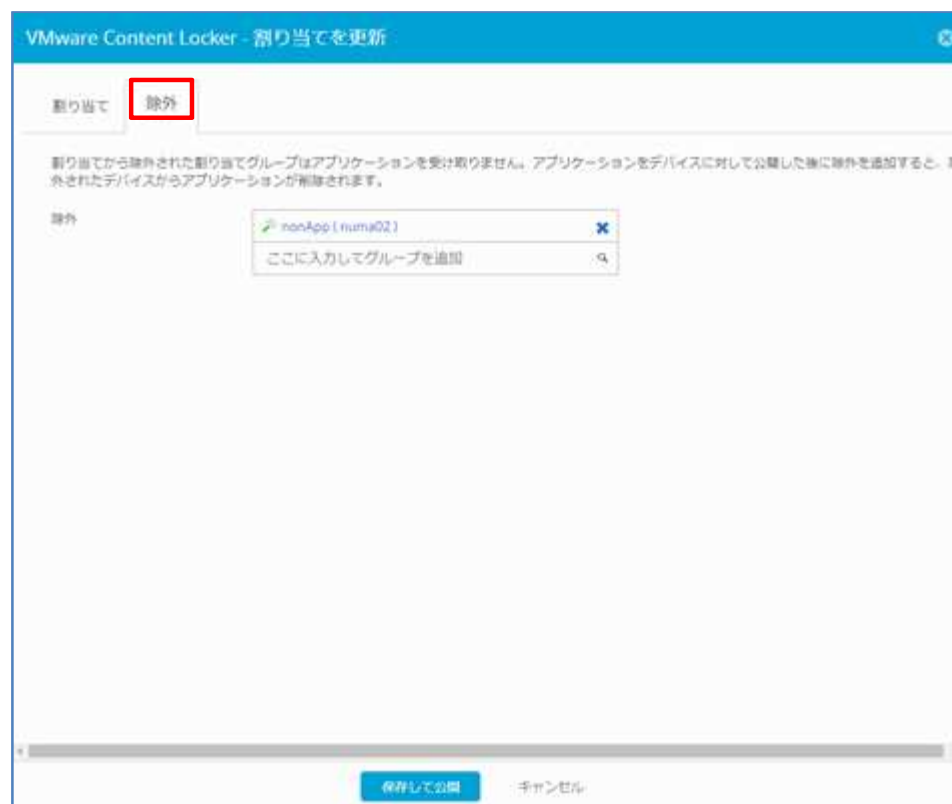 VMware Content Locker - 割り当てを更新
割り当て 除外
割り当てから除外された割り当てグループはアプリケーションを受け取りません。アプリケーションをデバイスに対して公開した後に除外を追加すると、
外されたデバイスからアプリケーションが削除されます。
除外
nonApp ( numa02 )
ここに入力してグループを追加
保存して公開 キャンセル